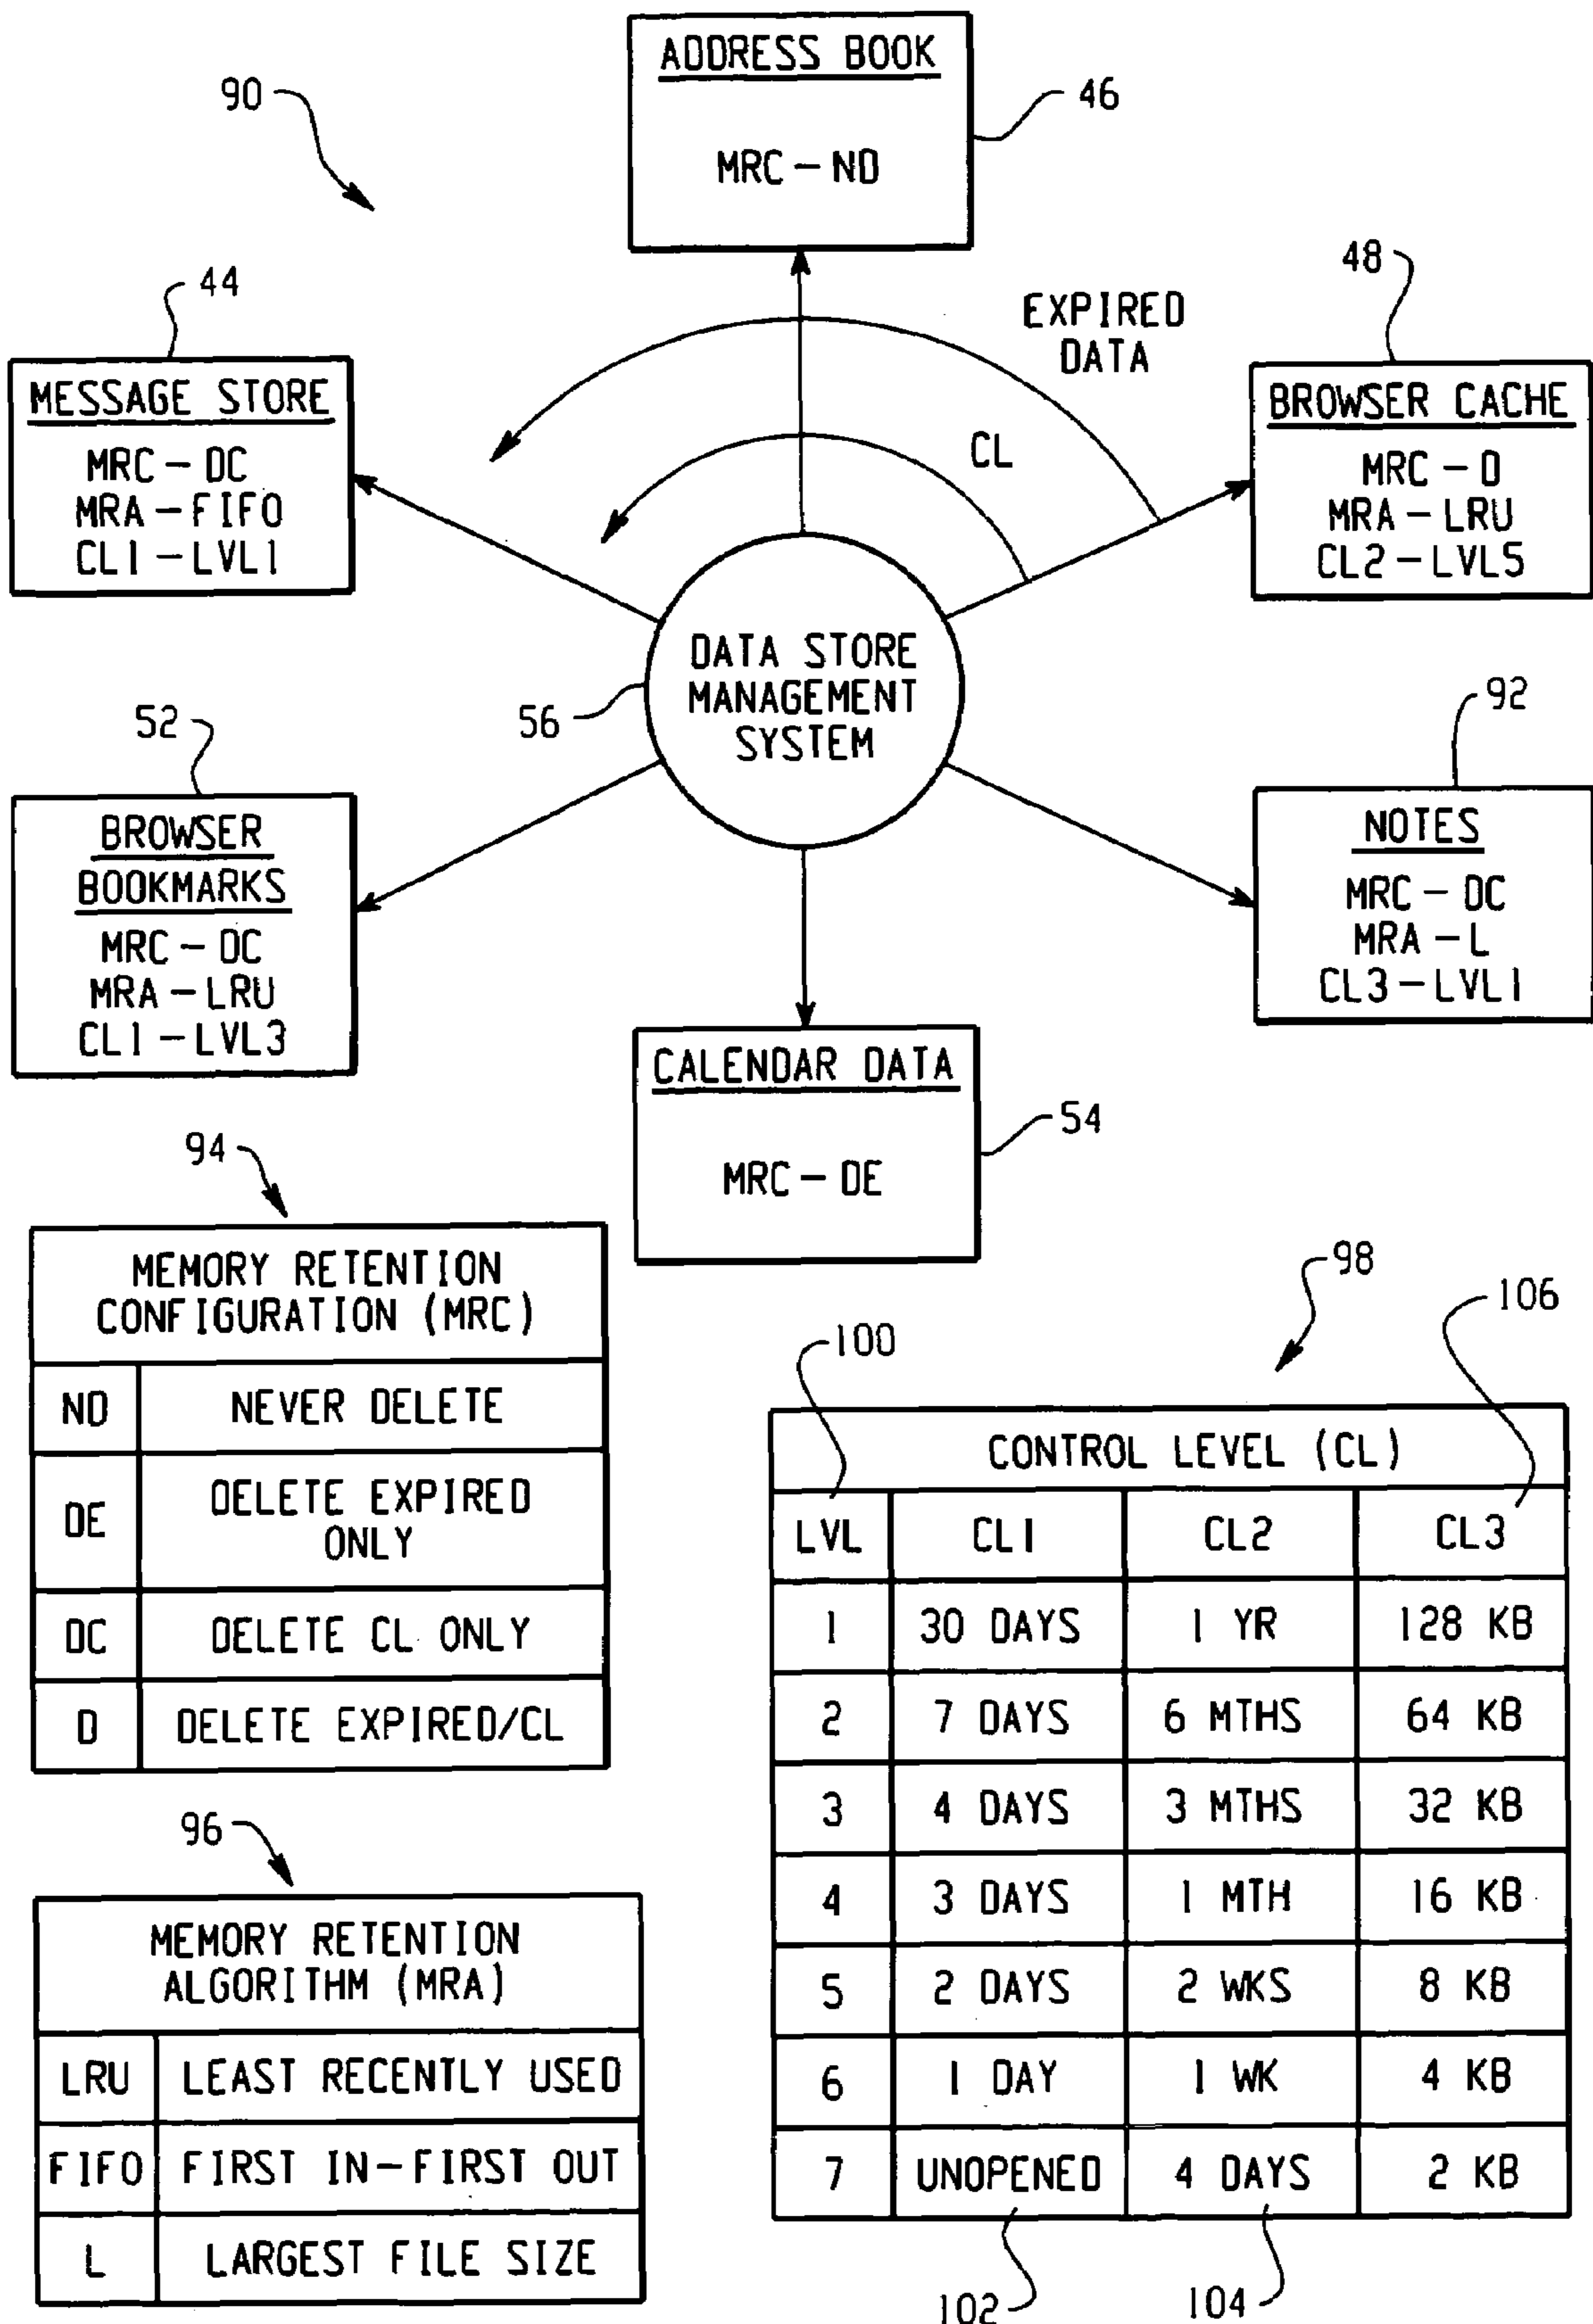 ADDRESS BOOK
MRC-ND
90
46
44
EXPIRED
DATA
48
MESSAGE STORE
MRC-DC
MRA-FIFO
CL1-LVL1
CL
BROWSER CACHE
MRC-D
MRA-LRU
CL2-LVL5
DATA STORE
MANAGEMENT
SYSTEM
56
52
92
BROWSER
BOOKMARKS
MRC-DC
MRA-LRU
CL1-LVL3
NOTES
MRC-DC
MRA-L
CL3-LVL1
CALENDAR DATA
MRC-DE
54
94
MEMORY RETENTION
CONFIGURATION (MRC)
ND NEVER DELETE
DE DELETE EXPIRED
ONLY
DC DELETE CL ONLY
D DELETE EXPIRED/CL
96
MEMORY RETENTION
ALGORITHM (MRA)
LRU LEAST RECENTLY USED
FIFO FIRST IN-FIRST OUT
L LARGEST FILE SIZE
98
100
106
CONTROL LEVEL (CL)
LVL CL1 CL2 CL3
1 30 DAYS 1 YR 128 KB
2 7 DAYS 6 MTHS 64 KB
3 4 DAYS 3 MTHS 32 KB
4 3 DAYS 1 MTH 16 KB
5 2 DAYS 2 WKS 8 KB
6 1 DAY 1 WK 4 KB
7 UNOPENED 4 DAYS 2 KB
102
104